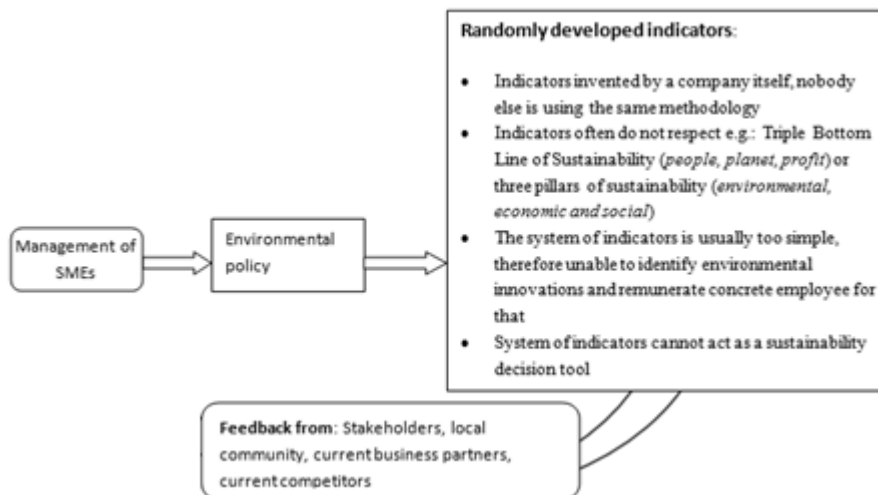 Randomly developed indicators:
• Indicators invented by a company itself, nobody
else is using the same methodology
• Indicators often do not respect e.g.: Triple Bottom
Line of Sustainability (people, planet, profit) or
three pillars of sustainability (environmental,
economic and social)
• The system of indicators is usually too simple,
therefore unable to identify environmental
innovations and remunerate concrete employee for
that
• System of indicators cannot act as a sustainability
decision tool
Management of
SMEs
Environmental
policy
Feedback from: Stakeholders, local
community, current business partners,
current competitors